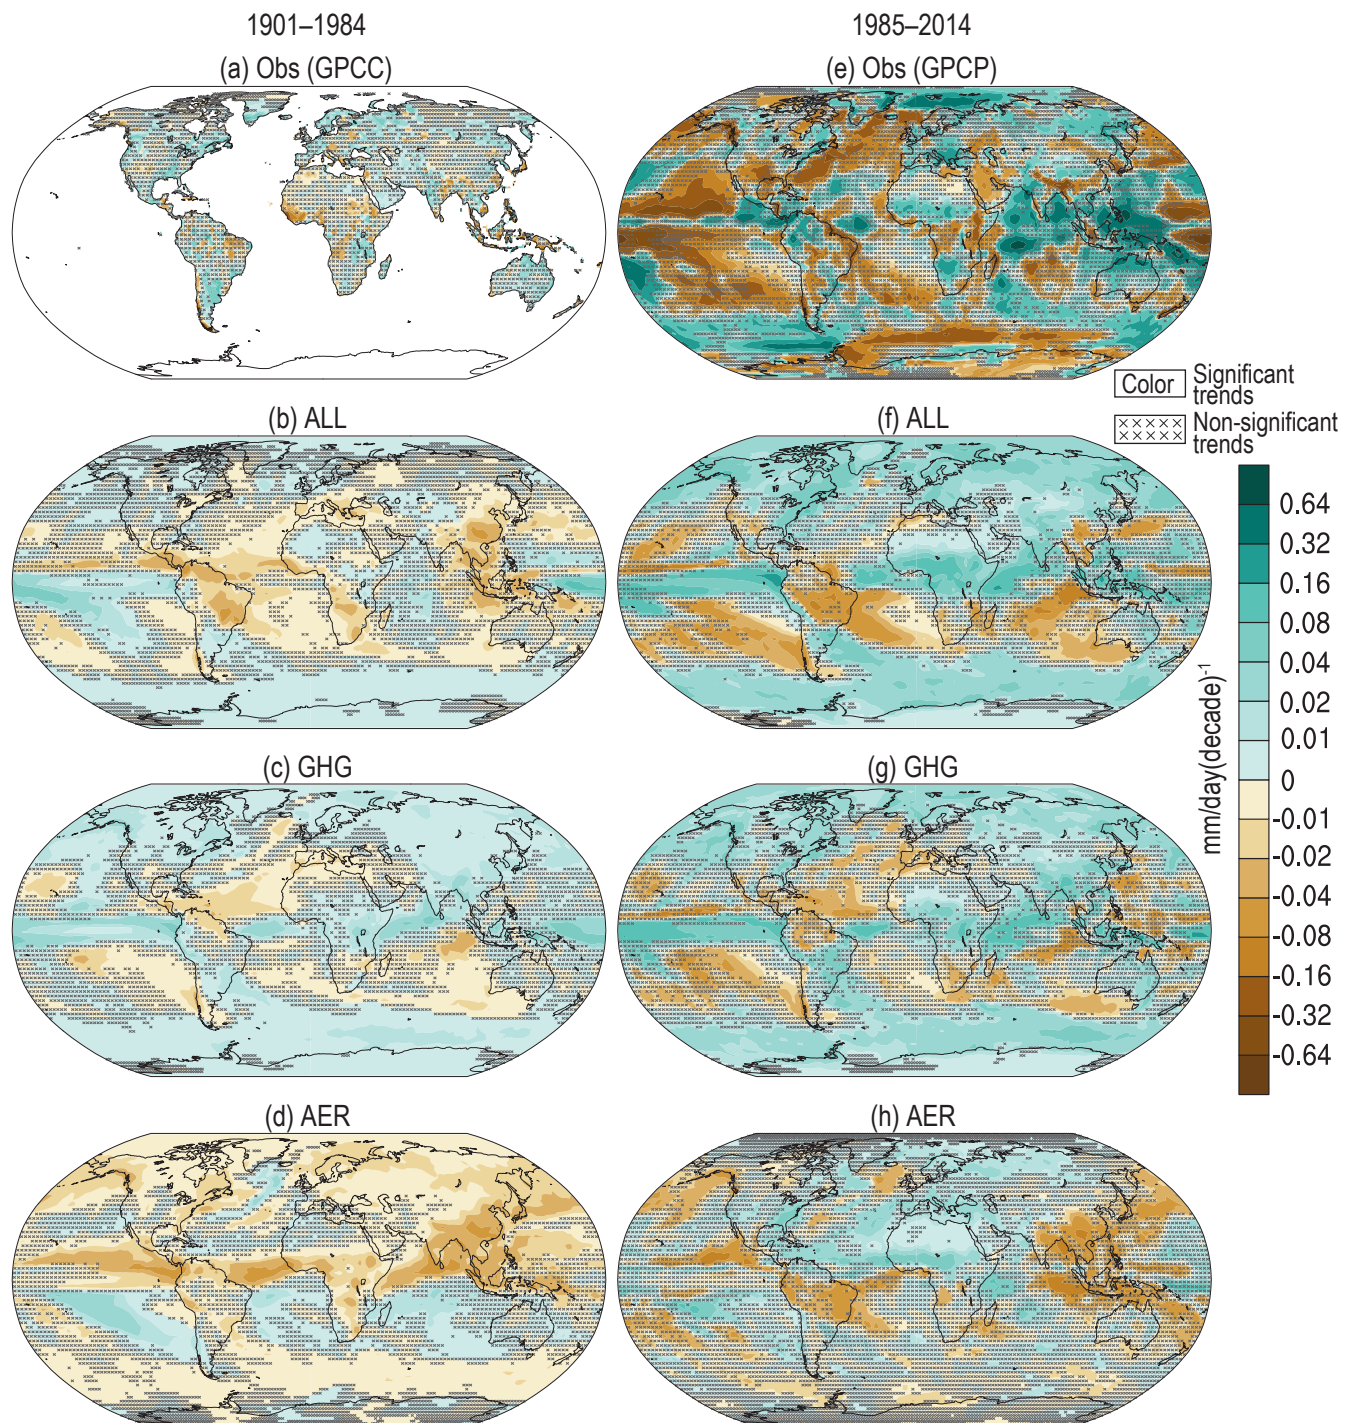 1901–1984
1985–2014
(a) Obs (GPCC)
(e) Obs (GPCP)
Color
Significant
trends
Non-significant
trends
(b) ALL
(f) ALL
0.64
0.32
0.16
0.08
0.04
0.02
0.01
0
-0.01
-0.02
-0.04
-0.08
-0.16
-0.32
-0.64
mm/day(decade)⁻¹
(c) GHG
(g) GHG
(d) AER
(h) AER